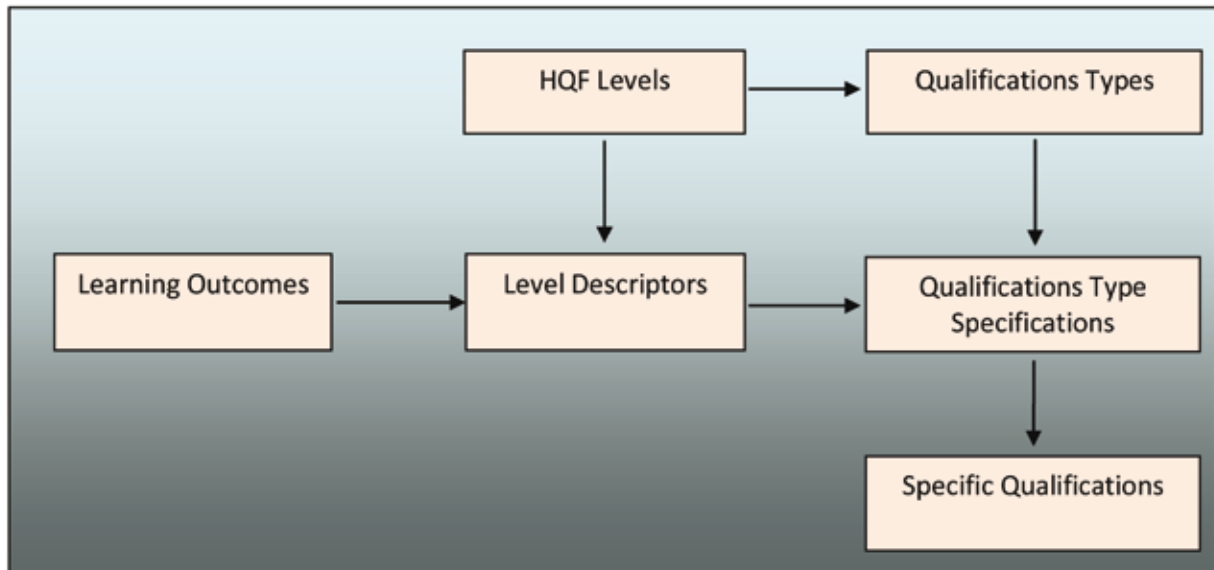 HQF Levels
Qualifications Types
Learning Outcomes
Level Descriptors
Qualifications Type
Specifications
Specific Qualifications